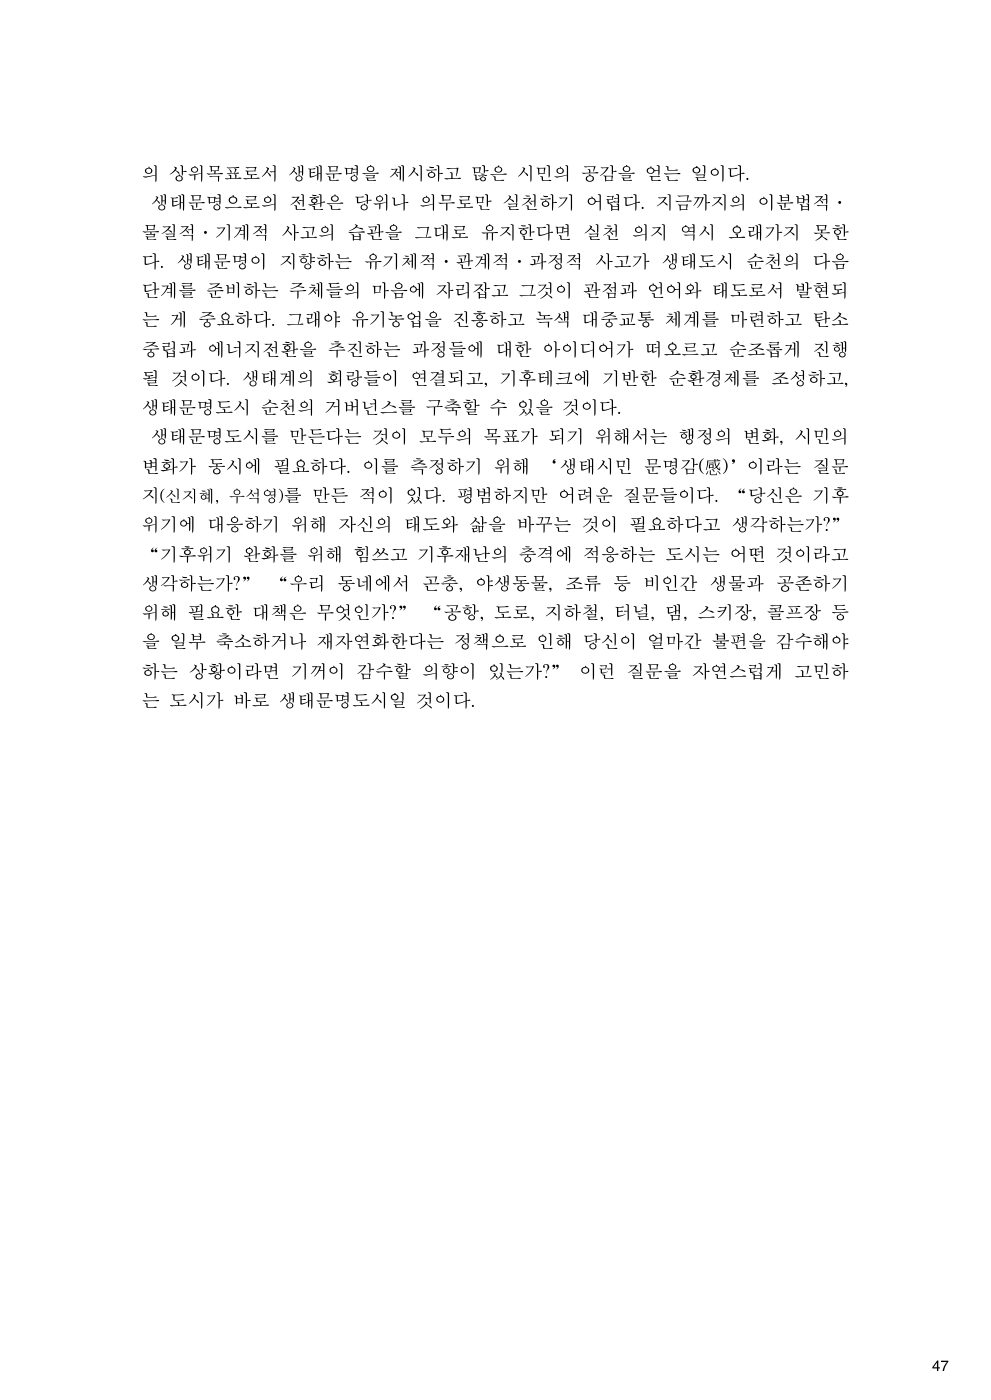 의 상위목표로서 생태문명을 제시하고 많은 시민의 공감을 얻는 일이다.
생태문명으로의 전환은 당위나 의무로만 실천하기 어렵다. 지금까지의 이분법적·
물질적·기계적 사고의 습관을 그대로 유지한다면 실천 의지 역시 오래가지 못한
다. 생태문명이 지향하는 유기체적·관계적·과정적 사고가 생태도시 순천의 다음
단계를 준비하는 주체들의 마음에 자리잡고 그것이 관점과 언어와 태도로서 발현되
는 게 중요하다. 그래야 유기농업을 진흥하고 녹색 대중교통 체계를 마련하고 탄소
중립과 에너지전환을 추진하는 과정들에 대한 아이디어가 떠오르고 순조롭게 진행
될 것이다. 생태계의 회랑들이 연결되고, 기후테크에 기반한 순환경제를 조성하고,
생태문명도시 순천의 거버넌스를 구축할 수 있을 것이다.
생태문명도시를 만든다는 것이 모두의 목표가 되기 위해서는 행정의 변화, 시민의
변화가 동시에 필요하다. 이를 측정하기 위해 ‘생태시민 문명감(感)’이라는 질문
지(신지혜, 우석영)를 만든 적이 있다. 평범하지만 어려운 질문들이다. “당신은 기후
위기에 대응하기 위해 자신의 태도와 삶을 바꾸는 것이 필요하다고 생각하는가?”
“기후위기 완화를 위해 힘쓰고 기후재난의 충격에 적응하는 도시는 어떤 것이라고
생각하는가?” “우리 동네에서 곤충, 야생동물, 조류 등 비인간 생물과 공존하기
위해 필요한 대책은 무엇인가?” “공항, 도로, 지하철, 터널, 댐, 스키장, 콜프장 등
을 일부 축소하거나 재자연화한다는 정책으로 인해 당신이 얼마간 불편을 감수해야
하는 상황이라면 기꺼이 감수할 의향이 있는가?” 이런 질문을 자연스럽게 고민하
는 도시가 바로 생태문명도시일 것이다.
47